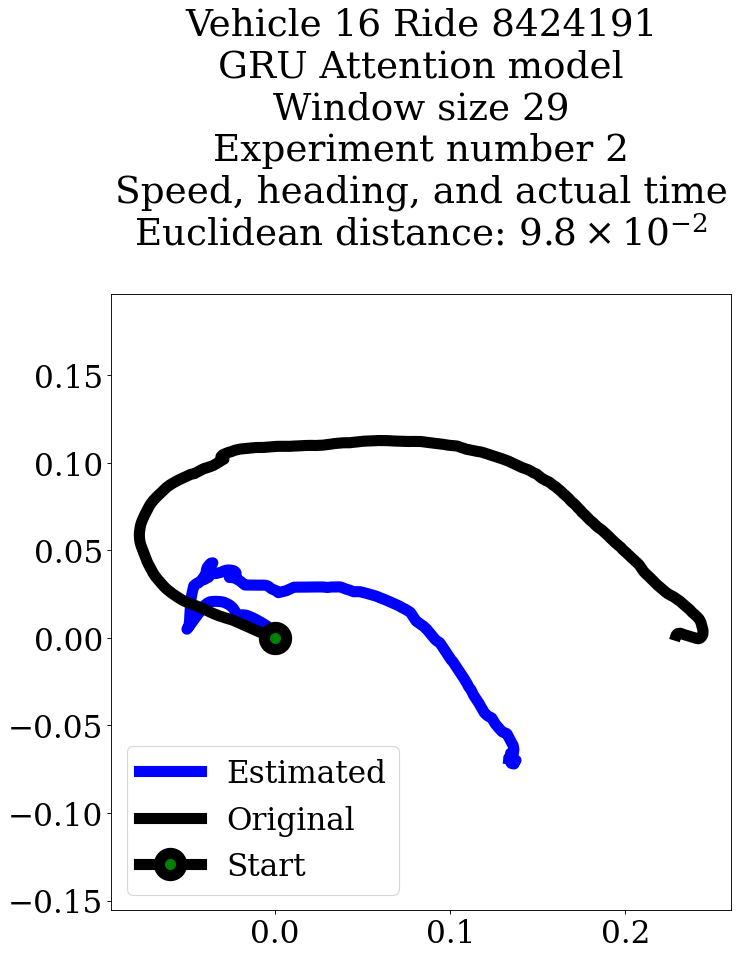 Vehicle 16 Ride 8424191
GRU Attention model
Window size 29
Experiment number 2
Speed, heading, and actual time
Euclidean distance: 9.8 × 10⁻²
0.15
0.10
0.05
0.00
−0.05
−0.10
−0.15
Estimated
Original
Start
0.0 0.1 0.2